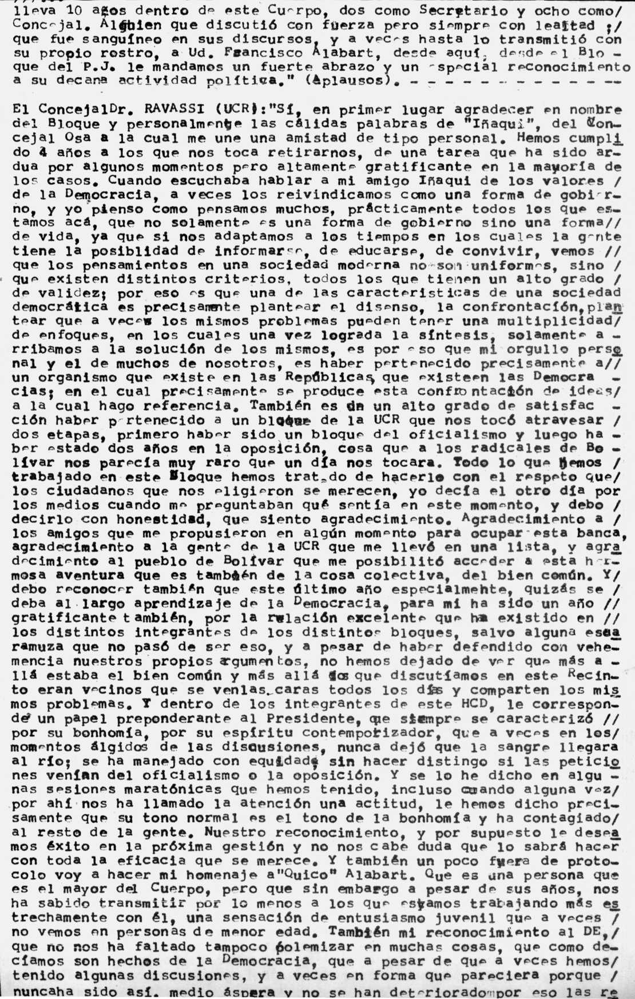 lleva 10 años dentro de este Cuerpo, dos como Secretario y ocho como/
Concejal. Alguien que discutió con fuerza pero siempre con lealtad ;/
que fue sanguíneo en sus discursos, y a veces hasta lo transmitió con
su propio rostro, a Ud. Francisco Alabart, desde aquí, desde el Blo -
que del P.J. le mandamos un fuerte abrazo y un special reconocimiento
a su decana actividad política." (Aplausos). - - - - - - - - - - - - -
El ConcejalDr. RAVASSI (UCR):"Sí, en primer lugar agradecer en nombre
del Bloque y personalmente las cálidas palabras de "Iñaqui", del Con-
cejal Osa a la cual me une una amistad de tipo personal. Hemos cumpli
do 4 años a los que nos toca retirarnos, de una tarea que ha sido ar-
dua por algunos momentos pero altamente gratificante en la mayoría de
los casos. Cuando escuchaba hablar a mi amigo Iñaqui de los valores /
de la Democracia, a veces los reivindicamos como una forma de gobier-
no, y yo pienso como pensamos muchos, prácticamente todos los que es-
tamos acá, que no solamente es una forma de gobierno sino una forma//
de vida, ya que si nos adaptamos a los tiempos en los cuales la gente
tiene la posiblidad de informarse, de educarse, de convivir, vemos //
que los pensamientos en una sociedad moderna no son uniformes, sino /
que existen distintos criterios, todos los que tienen un alto grado /
de validez; por eso es que una de las caracteristicas de una sociedad
democrática es precisamente plantear el disenso, la confrontación,plan
tear que a veces los mismos problemas pueden tener una multiplicidad/
de enfoques, en los cuales una vez lograda la síntesis, solamente a -
rribamos a la solución de los mismos, es por eso que mi orgullo perso
nal y el de muchos de nosotros, es haber pertenecido precisamente a//
un organismo que existe en las Repúblicas, que existeen las Democra -
cias; en el cual precisamente se produce esta confrontación de ideas/
a la cual hago referencia. También es de un alto grado de satisfac -
ción haber pertenecido a un bloque de la UCR que nos tocó atravesar /
dos etapas, primero haber sido un bloque del oficialismo y luego ha -
ber estado dos años en la oposición, cosa que a los radicales de Bo -
lívar nos parecía muy raro que un día nos tocara. Todo lo que hemos /
trabajado en este Bloque hemos tratado de hacerlo con el respeto que/
los ciudadanos que nos eligieron se merecen, yo decía el otro día por
los medios cuando me preguntaban qué sentía en este momento, y debo /
decirlo con honestidad, que siento agradecimiento. Agradecimiento a /
los amigos que me propusieron en algún momento para ocupar esta banca,
agradecimiento a la gente de la UCR que me llevó en una lista, y agra
decimiento al pueblo de Bolívar que me posibilitó acceder a esta her-
mosa aventura que es también de la cosa colectiva, del bien común. Y/
debo reconocer también que este último año especialmente, quizás se /
deba al largo aprendizaje de la Democracia, para mi ha sido un año //
gratificante también, por la relación excelente que ha existido en //
los distintos integrantes de los distintos bloques, salvo alguna esca
ramuza que no pasó de ser eso, y a pesar de haber defendido con vehe-
mencia nuestros propios argumentos, no hemos dejado de ver que más a -
llá estaba el bien común y más allá los que discutíamos en este Recin-
to eran vecinos que se venlas caras todos los días y comparten los mis
mos problemas. Y dentro de los integrantes de este HCD, le correspon-
de un papel preponderante al Presidente, que siempre se caracterizó //
por su bonhomía, por su espíritu contemporizador, que a veces en los/
momentos álgidos de las discusiones, nunca dejó que la sangre llegara
al río; se ha manejado con equidad, sin hacer distingo si las peticio
nes venían del oficialismo o la oposición. Y se lo he dicho en algu -
nas sesiones maratónicas que hemos tenido, incluso cuando alguna vez/
por ahí nos ha llamado la atención una actitud, le hemos dicho preci-
samente que su tono normal es el tono de la bonhomía y ha contagiado/
al resto de la gente. Nuestro reconocimiento, y por supuesto le desea
mos éxito en la próxima gestión y no nos cabe duda que lo sabrá hacer
con toda la eficacia que se merece. Y también un poco fuera de proto-
colo voy a hacer mi homenaje a"Quico" Alabart. Que es una persona que
es el mayor del Cuerpo, pero que sin embargo a pesar de sus años, nos
ha sabido transmitir por lo menos a los que estamos trabajando más es
trechamente con él, una sensación de entusiasmo juvenil que a veces /
no vemos en personas de menor edad. También mi reconocimiento al DE,/
que no nos ha faltado tampoco polemizar en muchas cosas, que como de-
cíamos son hechos de la Democracia, que a pesar de que a veces hemos/
tenido algunas discusiones, y a veces en forma que pareciera porque /
nuncaha sido así, medio áspera y no se han deteriorado por eso las re